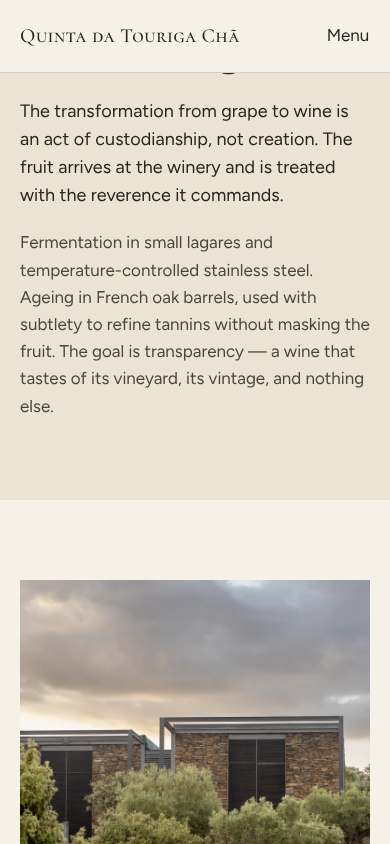 Quinta da Touriga Chã
Menu
The transformation from grape to wine is
an act of custodianship, not creation. The
fruit arrives at the winery and is treated
with the reverence it commands.
Fermentation in small lagares and
temperature-controlled stainless steel.
Ageing in French oak barrels, used with
subtlety to refine tannins without masking the
fruit. The goal is transparency — a wine that
tastes of its vineyard, its vintage, and nothing
else.